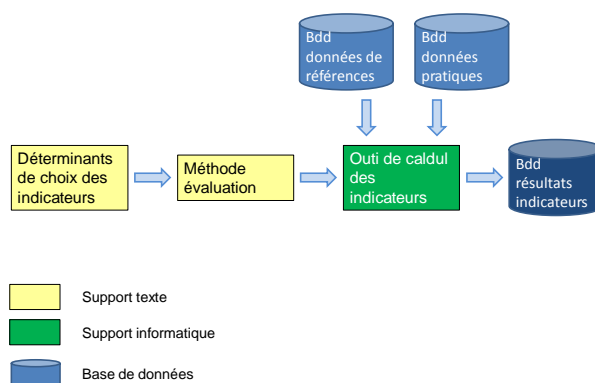 Bdd
données de
références
Bdd
données
pratiques
Déterminants
de choix des
indicateurs
Méthode
évaluation
Outi de caldul
des
indicateurs
Bdd
résultats
indicateurs
Support texte
Support informatique
Base de données